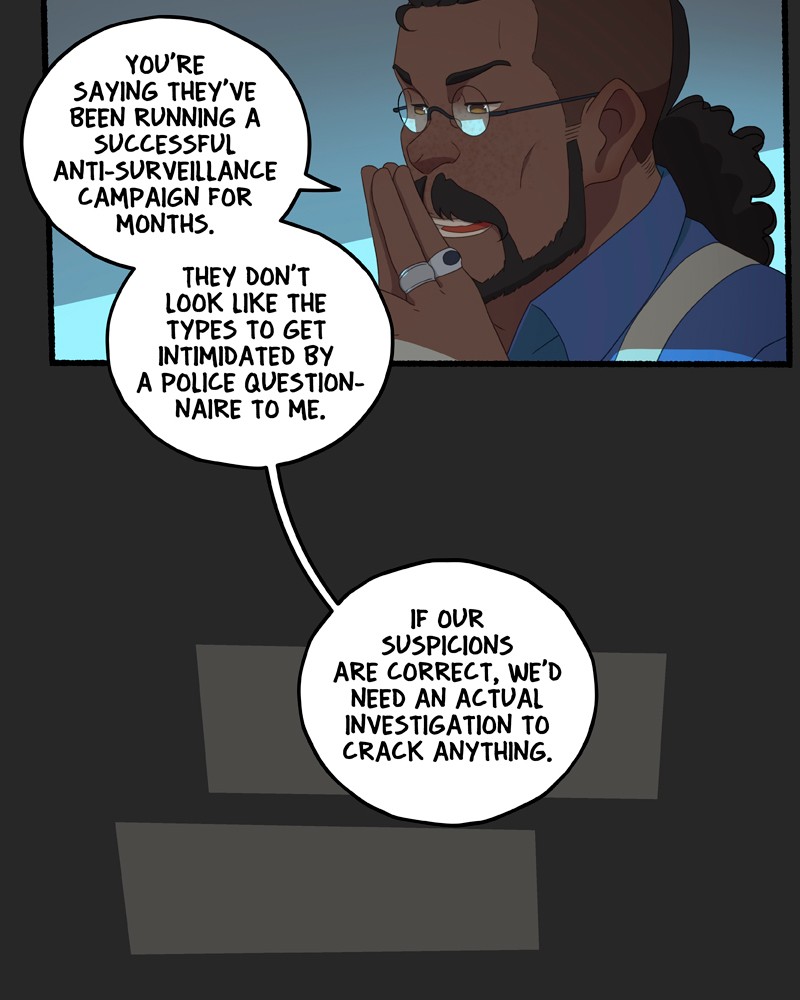 YOU'RE
SAYING THEY'VE
BEEN RUNNING A
SUCCESSFUL
ANTI-SURVEILLANCE
CAMPAIGN FOR
MONTHS.
THEY DON'T
LOOK LIKE THE
TYPES TO GET
INTIMIDATED BY
A POLICE QUESTION-
NAIRE TO ME.
IF OUR
SUSPICIONS
ARE CORRECT, WE'D
NEED AN ACTUAL
INVESTIGATION TO
CRACK ANYTHING.